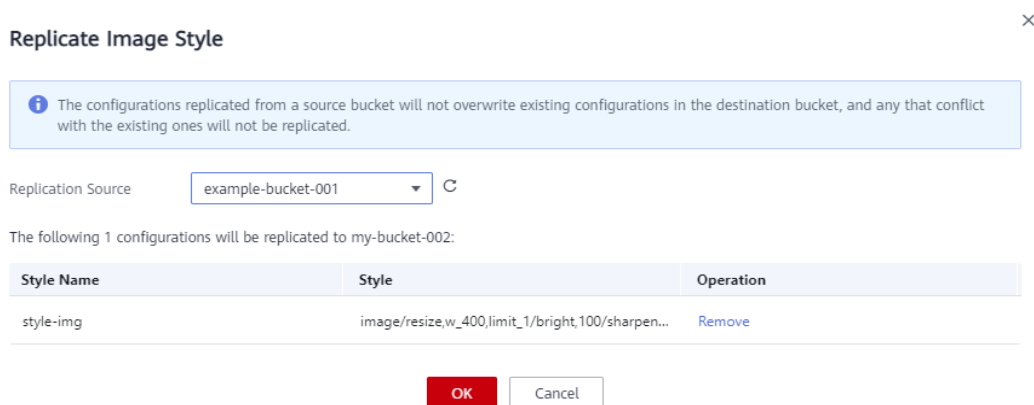 Replicate Image Style
The configurations replicated from a source bucket will not overwrite existing configurations in the destination bucket, and any that conflict
with the existing ones will not be replicated.
Replication Source example-bucket-001
The following 1 configurations will be replicated to my-bucket-002:
Style Name Style Operation
style-img image/resize,w_400,limit_1/bright,100/sharpen... Remove
OK Cancel